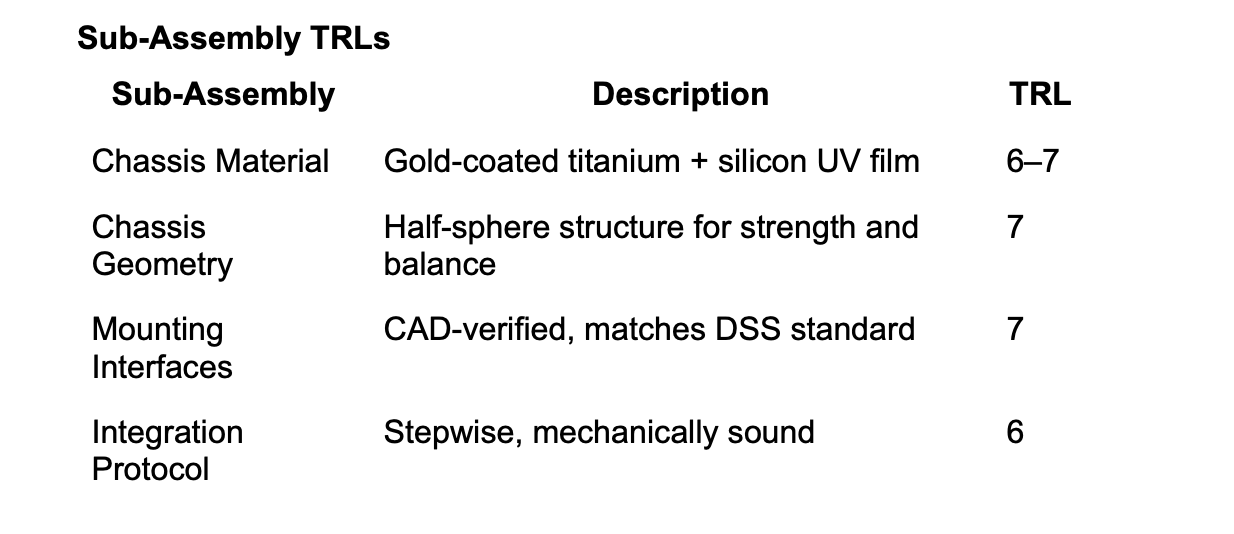 Sub-Assembly TRLs
Sub-Assembly Description TRL
Chassis Material Gold-coated titanium + silicon UV film 6–7
Chassis Half-sphere structure for strength and 7
Geometry balance
Mounting CAD-verified, matches DSS standard 7
Interfaces
Integration Stepwise, mechanically sound 6
Protocol